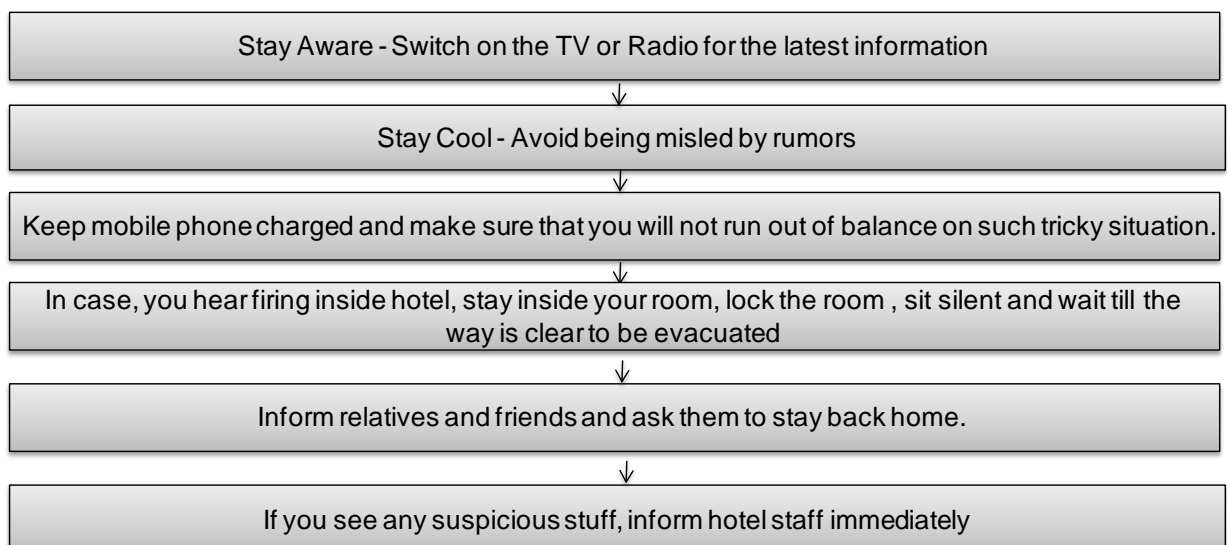 Stay Aware - Switch on the TV or Radio for the latest information
Stay Cool - Avoid being misled by rumors
Keep mobile phone charged and make sure that you will not run out of balance on such tricky situation.
In case, you hear firing inside hotel, stay inside your room, lock the room , sit silent and wait till the
way is clear to be evacuated
Inform relatives and friends and ask them to stay back home.
If you see any suspicious stuff, inform hotel staff immediately